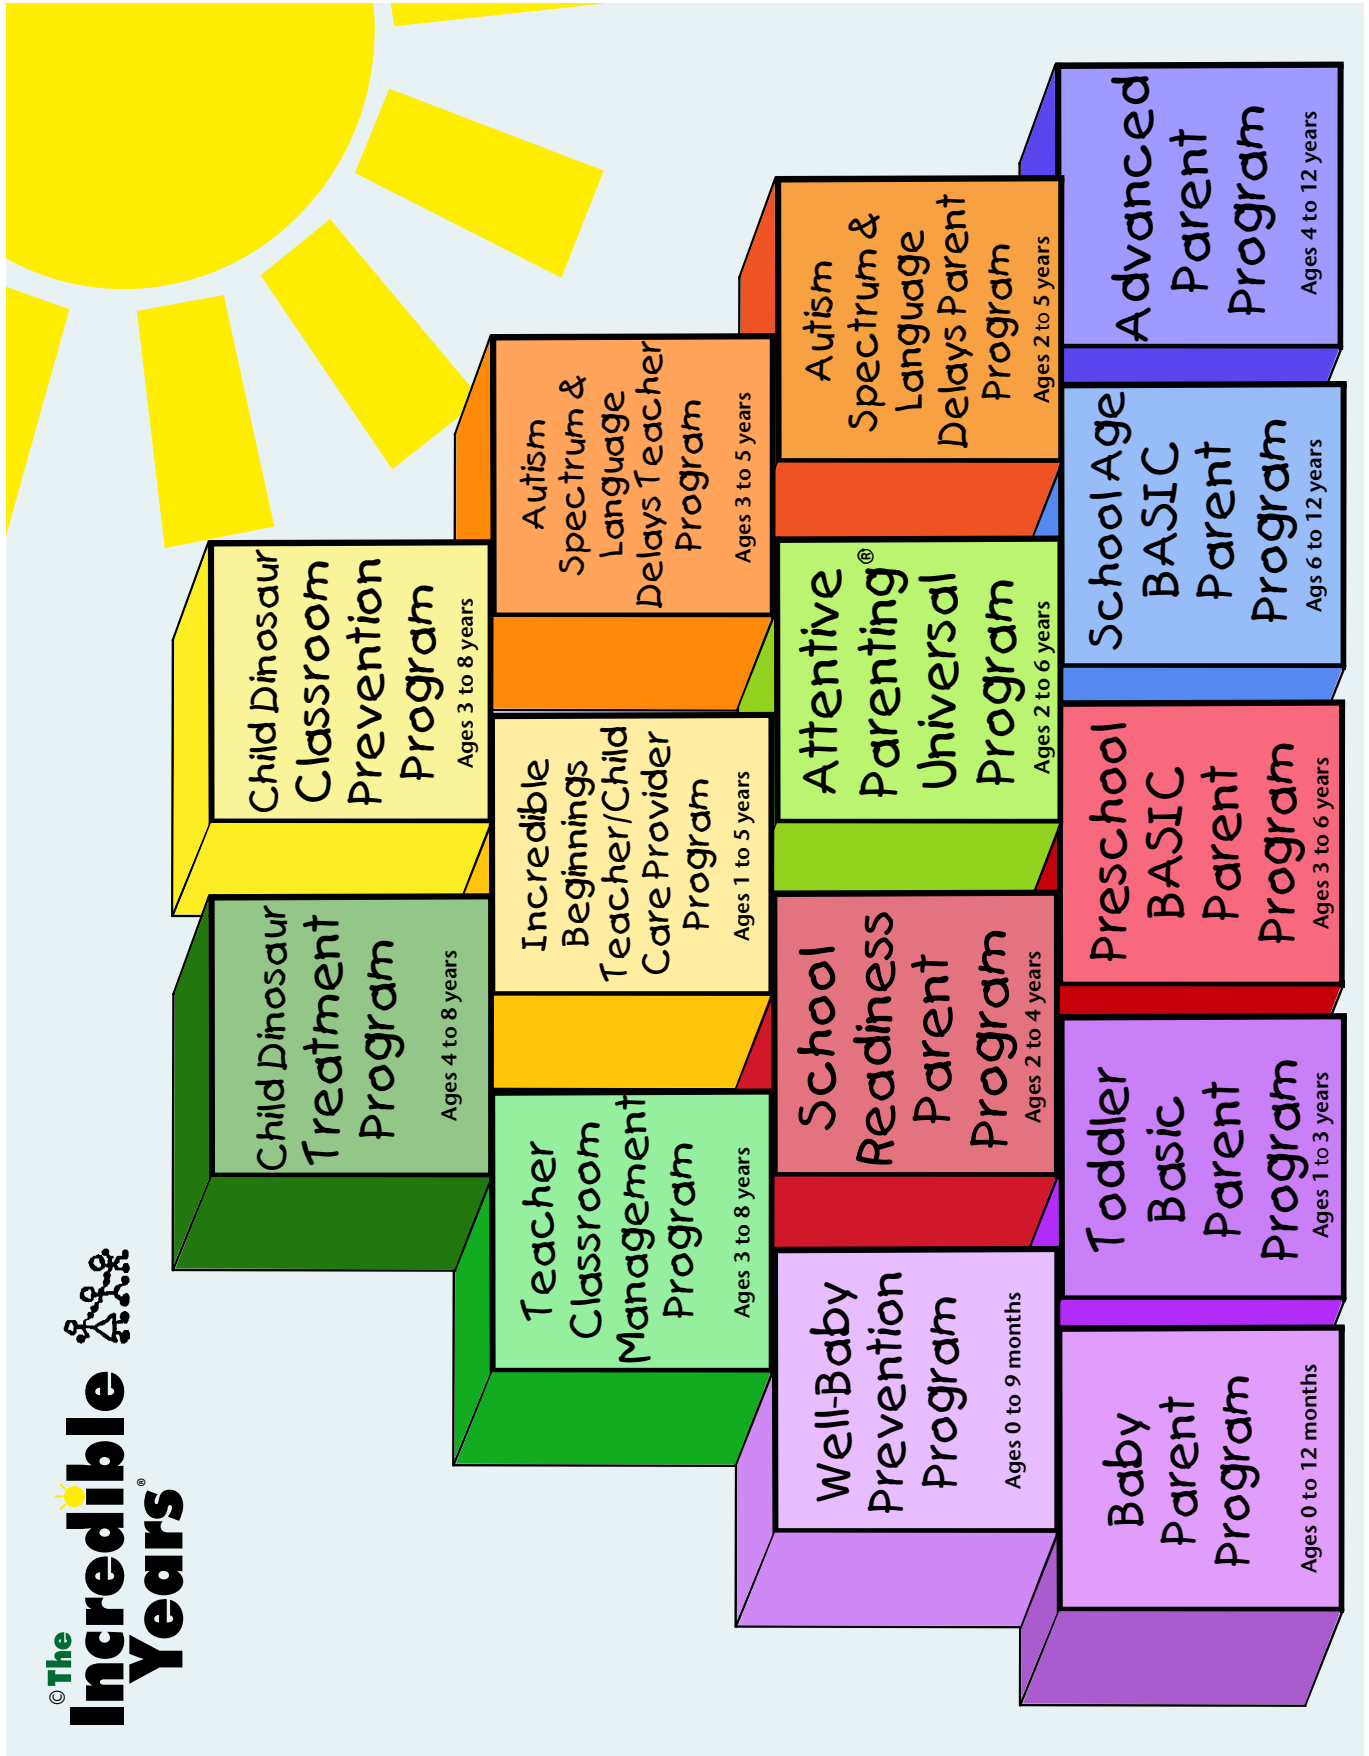 © The
Incredible
Years®
Child Dinosaur
Treatment
Program
Ages 4 to 8 years
Child Dinosaur
Classroom
Prevention
Program
Ages 3 to 8 years
Teacher
Classroom
Management
Program
Ages 3 to 8 years
Incredible
Beginnings
Teacher/Child
Care Provider
Program
Ages 1 to 5 years
Autism
Spectrum &
Language
Delays Teacher
Program
Ages 3 to 5 years
Well-Baby
Prevention
Program
Ages 0 to 9 months
School
Readiness
Parent
Program
Ages 2 to 4 years
Attentive
Parenting®
Universal
Program
Ages 2 to 6 years
Autism
Spectrum &
Language
Delays Parent
Program
Ages 2 to 5 years
Baby
Parent
Program
Ages 0 to 12 months
Toddler
Basic
Parent
Program
Ages 1 to 3 years
Preschool
BASIC
Parent
Program
Ages 3 to 6 years
School Age
BASIC
Parent
Program
Ags 6 to 12 years
Advanced
Parent
Program
Ages 4 to 12 years